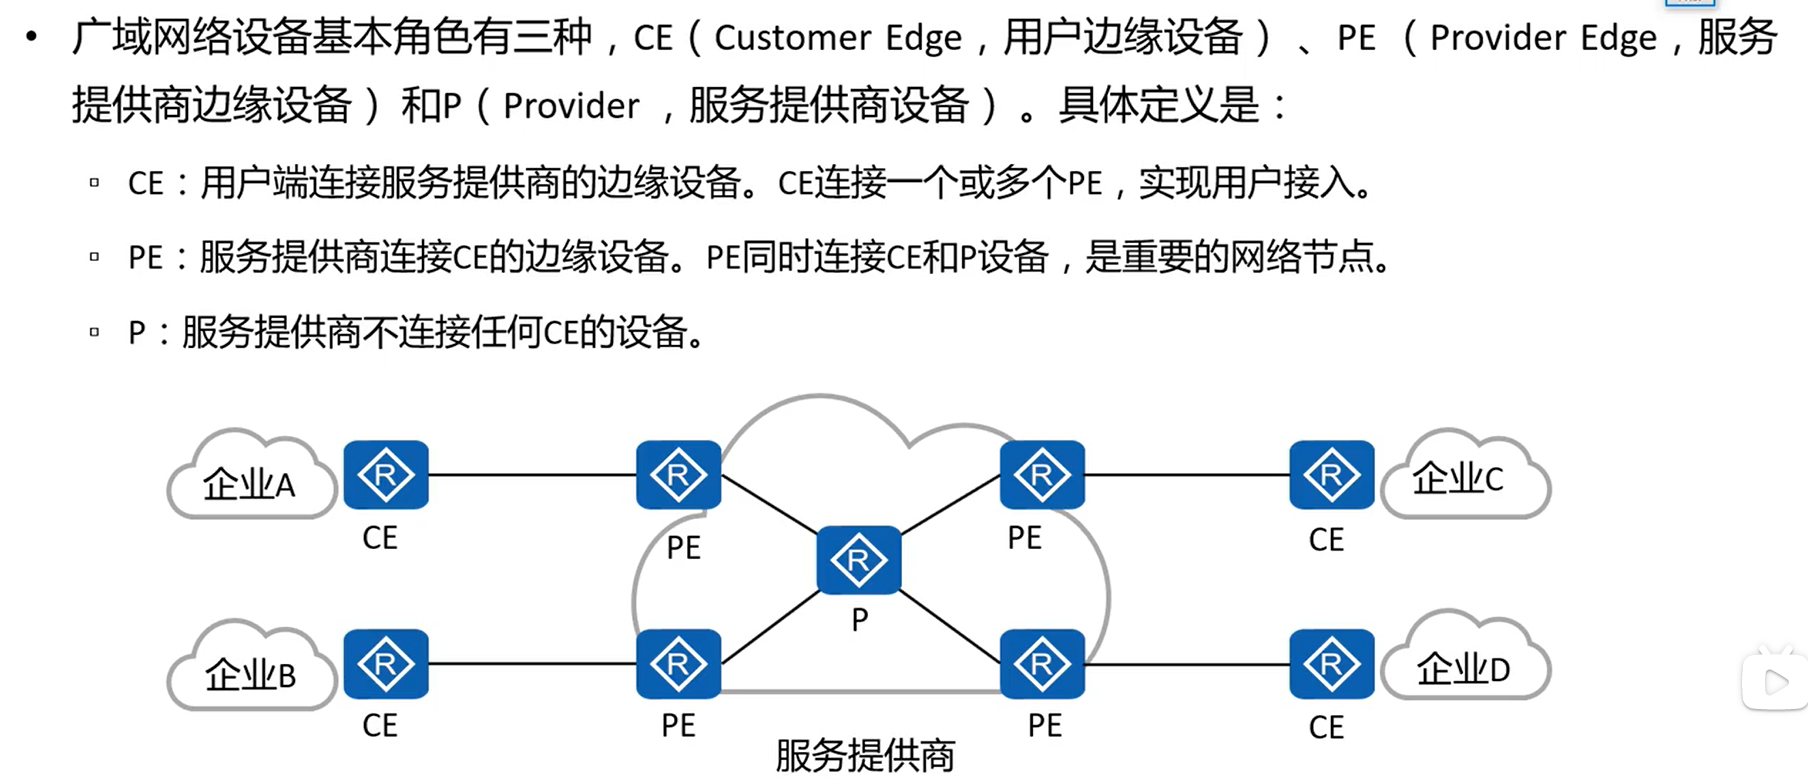 • 广域网络设备基本角色有三种，CE（Customer Edge，用户边缘设备）、PE （Provider Edge，服务
提供商边缘设备）和P（Provider ，服务提供商设备）。具体定义是：
▫ CE：用户端连接服务提供商的边缘设备。CE连接一个或多个PE，实现用户接入。
▫ PE：服务提供商连接CE的边缘设备。PE同时连接CE和P设备，是重要的网络节点。
▫ P：服务提供商不连接任何CE的设备。
企业A
R
R
R
R
企业C
CE
PE
PE
CE
R
P
企业B
R
R
R
R
企业D
CE
PE
PE
CE
服务提供商